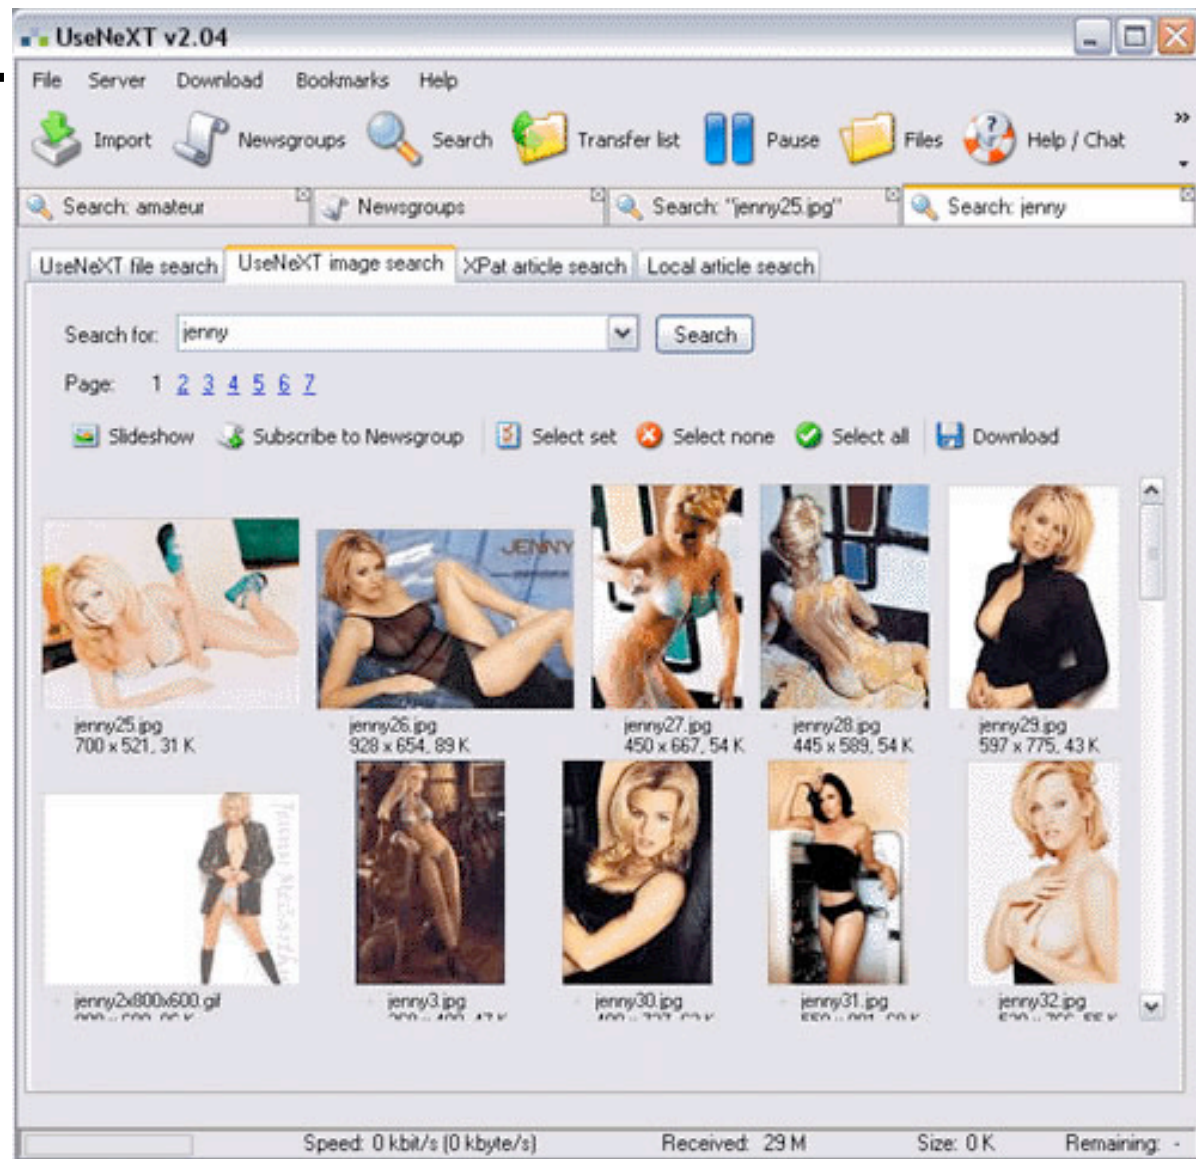 UseNeXT v2.04
File Server Download Bookmarks Help
Import Newsgroups Search Transfer list Pause Files Help / Chat »
Search: amateur Newsgroups Search: "jenny25.jpg" Search: jenny
UseNeXT file search UseNeXT image search XPat article search Local article search
Search for: jenny Search
Page: 1 2 3 4 5 6 7
Slideshow Subscribe to Newsgroup Select set Select none Select all Download
JENNY
jenny25.jpg jenny26.jpg jenny27.jpg jenny28.jpg jenny29.jpg
700 x 521, 31 K 928 x 654, 89 K 450 x 667, 54 K 445 x 589, 54 K 597 x 775, 43 K
jenny2x800x600.gif jenny3.jpg jenny30.jpg jenny31.jpg jenny32.jpg
Speed: 0 kbit/s (0 kbyte/s) Received: 29 M Size: 0 K Remaining: -